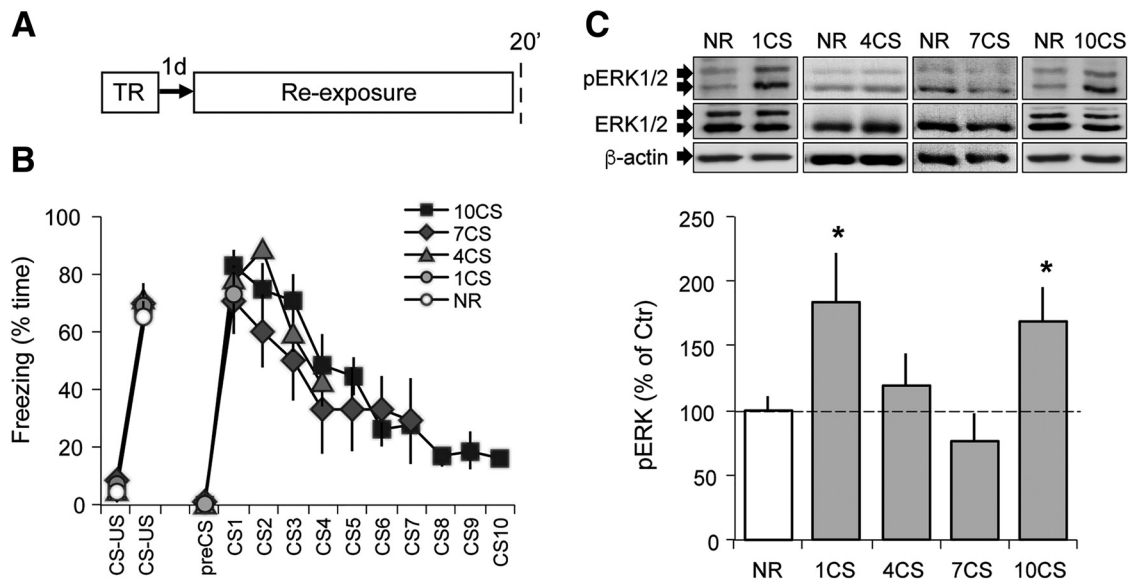 A
TR
1d
Re-exposure
20’
B
Freezing (% time)
100
80
60
40
20
0
CS-US
CS-US
preCS
CS1
CS2
CS3
CS4
CS5
CS6
CS7
CS8
CS9
CS10
10CS
7CS
4CS
1CS
NR
C
NR 1CS NR 4CS NR 7CS NR 10CS
pERK1/2
ERK1/2
β-actin
pERK (% of Ctr)
250
200
150
100
50
0
* *
NR 1CS 4CS 7CS 10CS